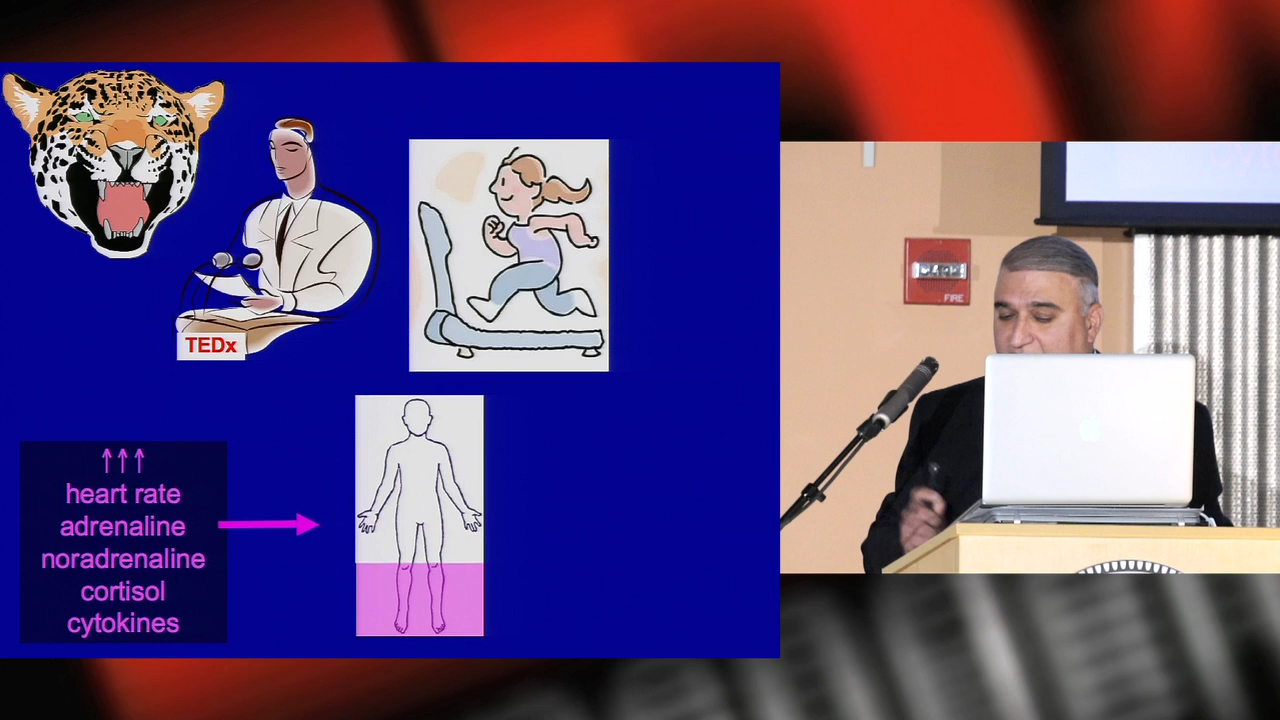 TEDx
↑↑↑
heart rate
adrenaline
noradrenaline
cortisol
cytokines
FIRE